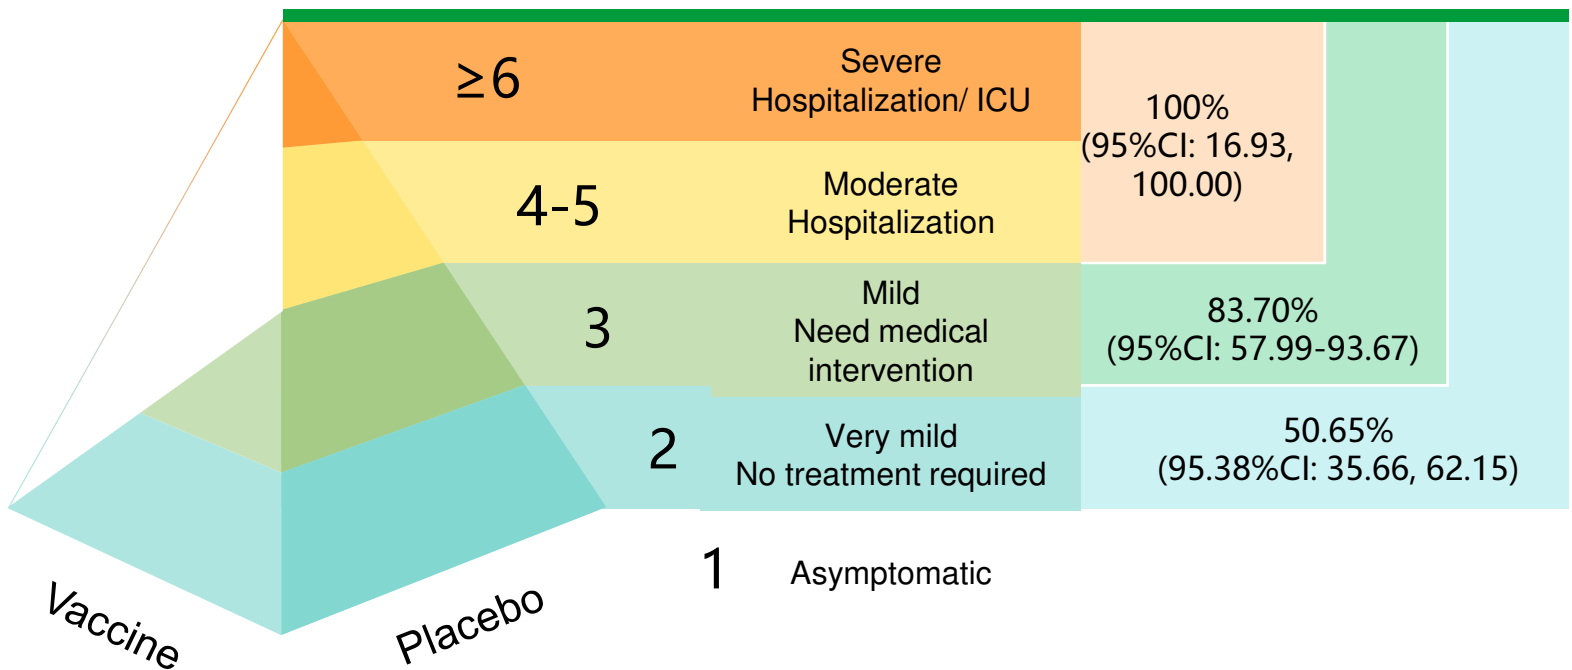 ≥6
Severe
Hospitalization/ ICU
100%
(95%CI: 16.93,
100.00)
4-5
Moderate
Hospitalization
3
Mild
Need medical
intervention
83.70%
(95%CI: 57.99-93.67)
2
Very mild
No treatment required
50.65%
(95.38%CI: 35.66, 62.15)
1
Asymptomatic
Vaccine
Placebo